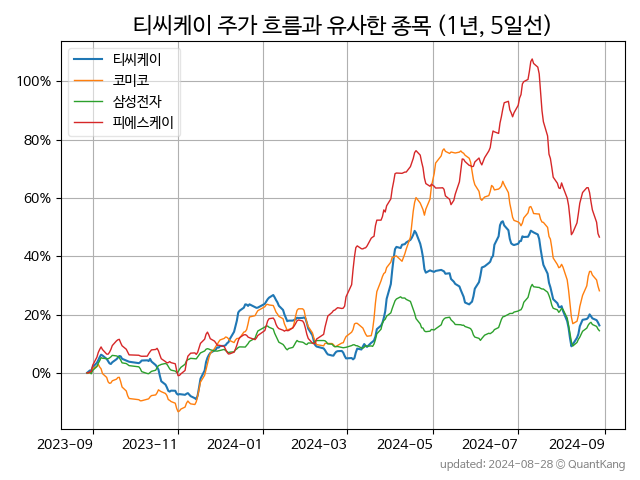 티씨케이 주가 흐름과 유사한 종목 (1년, 5일선)
티씨케이
코미코
삼성전자
피에스케이
100%
80%
60%
40%
20%
0%
2023-09 2023-11 2024-01 2024-03 2024-05 2024-07 2024-09
updated: 2024-08-28 © QuantKang